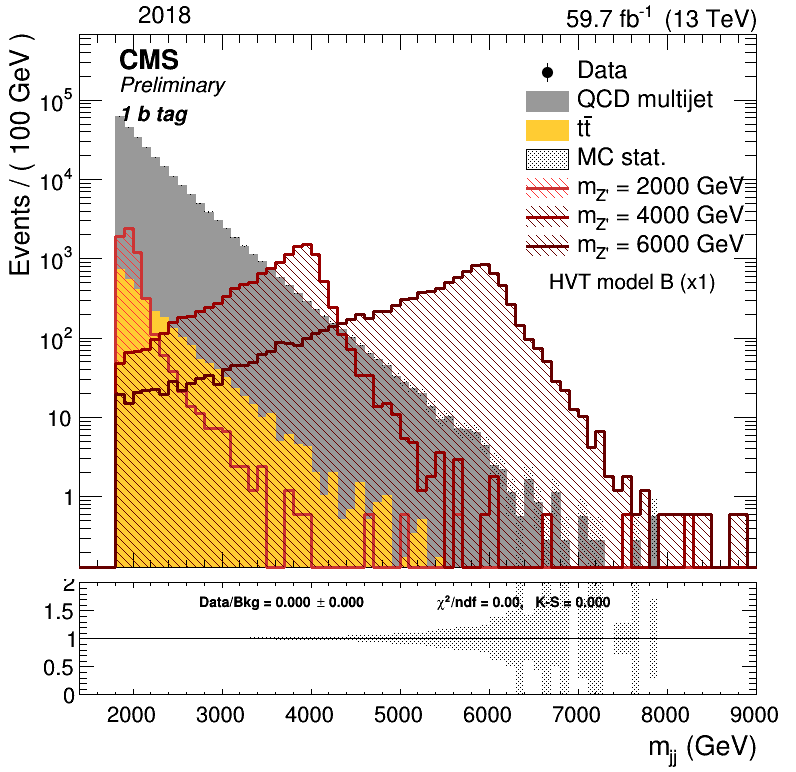 2018 59.7 fb⁻¹ (13 TeV)
CMS
Preliminary
1 b tag
Data
QCD multijet
tt̄
MC stat.
m_Z' = 2000 GeV
m_Z' = 4000 GeV
m_Z' = 6000 GeV
HVT model B (x1)
Events / ( 100 GeV )
10⁵
10⁴
10³
10²
10
1
Data/Bkg = 0.000 ± 0.000 χ²/ndf = 0.00, K-S = 0.000
2
1.5
1
0.5
0
2000 3000 4000 5000 6000 7000 8000 9000
m_jj (GeV)